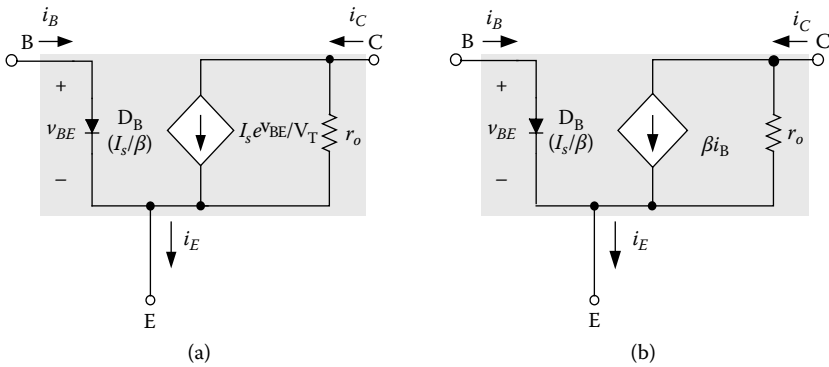 i_B
B
i_C
C
+
v_BE
−
D_B
(I_s/β)
I_s e^{v_BE/V_T}
r_o
i_E
E
(a)
i_B
B
i_C
C
+
v_BE
−
D_B
(I_s/β)
βi_B
r_o
i_E
E
(b)